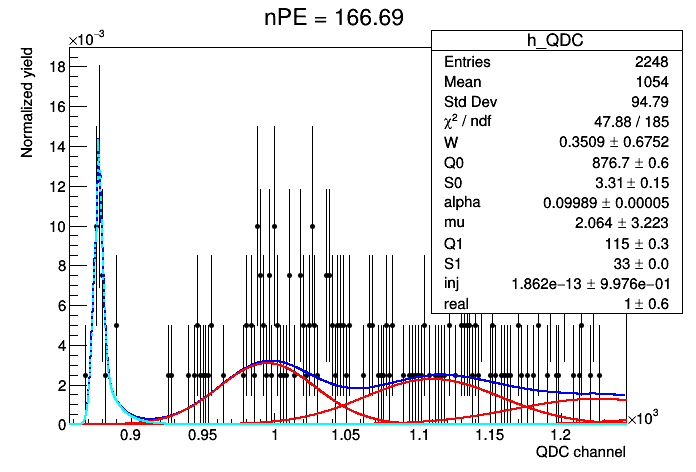 nPE = 166.69
×10⁻³
Normalized yield
18
16
14
12
10
8
6
4
2
0
h_QDC
Entries 2248
Mean 1054
Std Dev 94.79
χ² / ndf 47.88 / 185
W 0.3509 ± 0.6752
Q0 876.7 ± 0.6
S0 3.31 ± 0.15
alpha 0.09989 ± 0.00005
mu 2.064 ± 3.223
Q1 115 ± 0.3
S1 33 ± 0.0
inj 1.862e−13 ± 9.976e−01
real 1 ± 0.6
0.9 0.95 1 1.05 1.1 1.15 1.2 ×10³
QDC channel